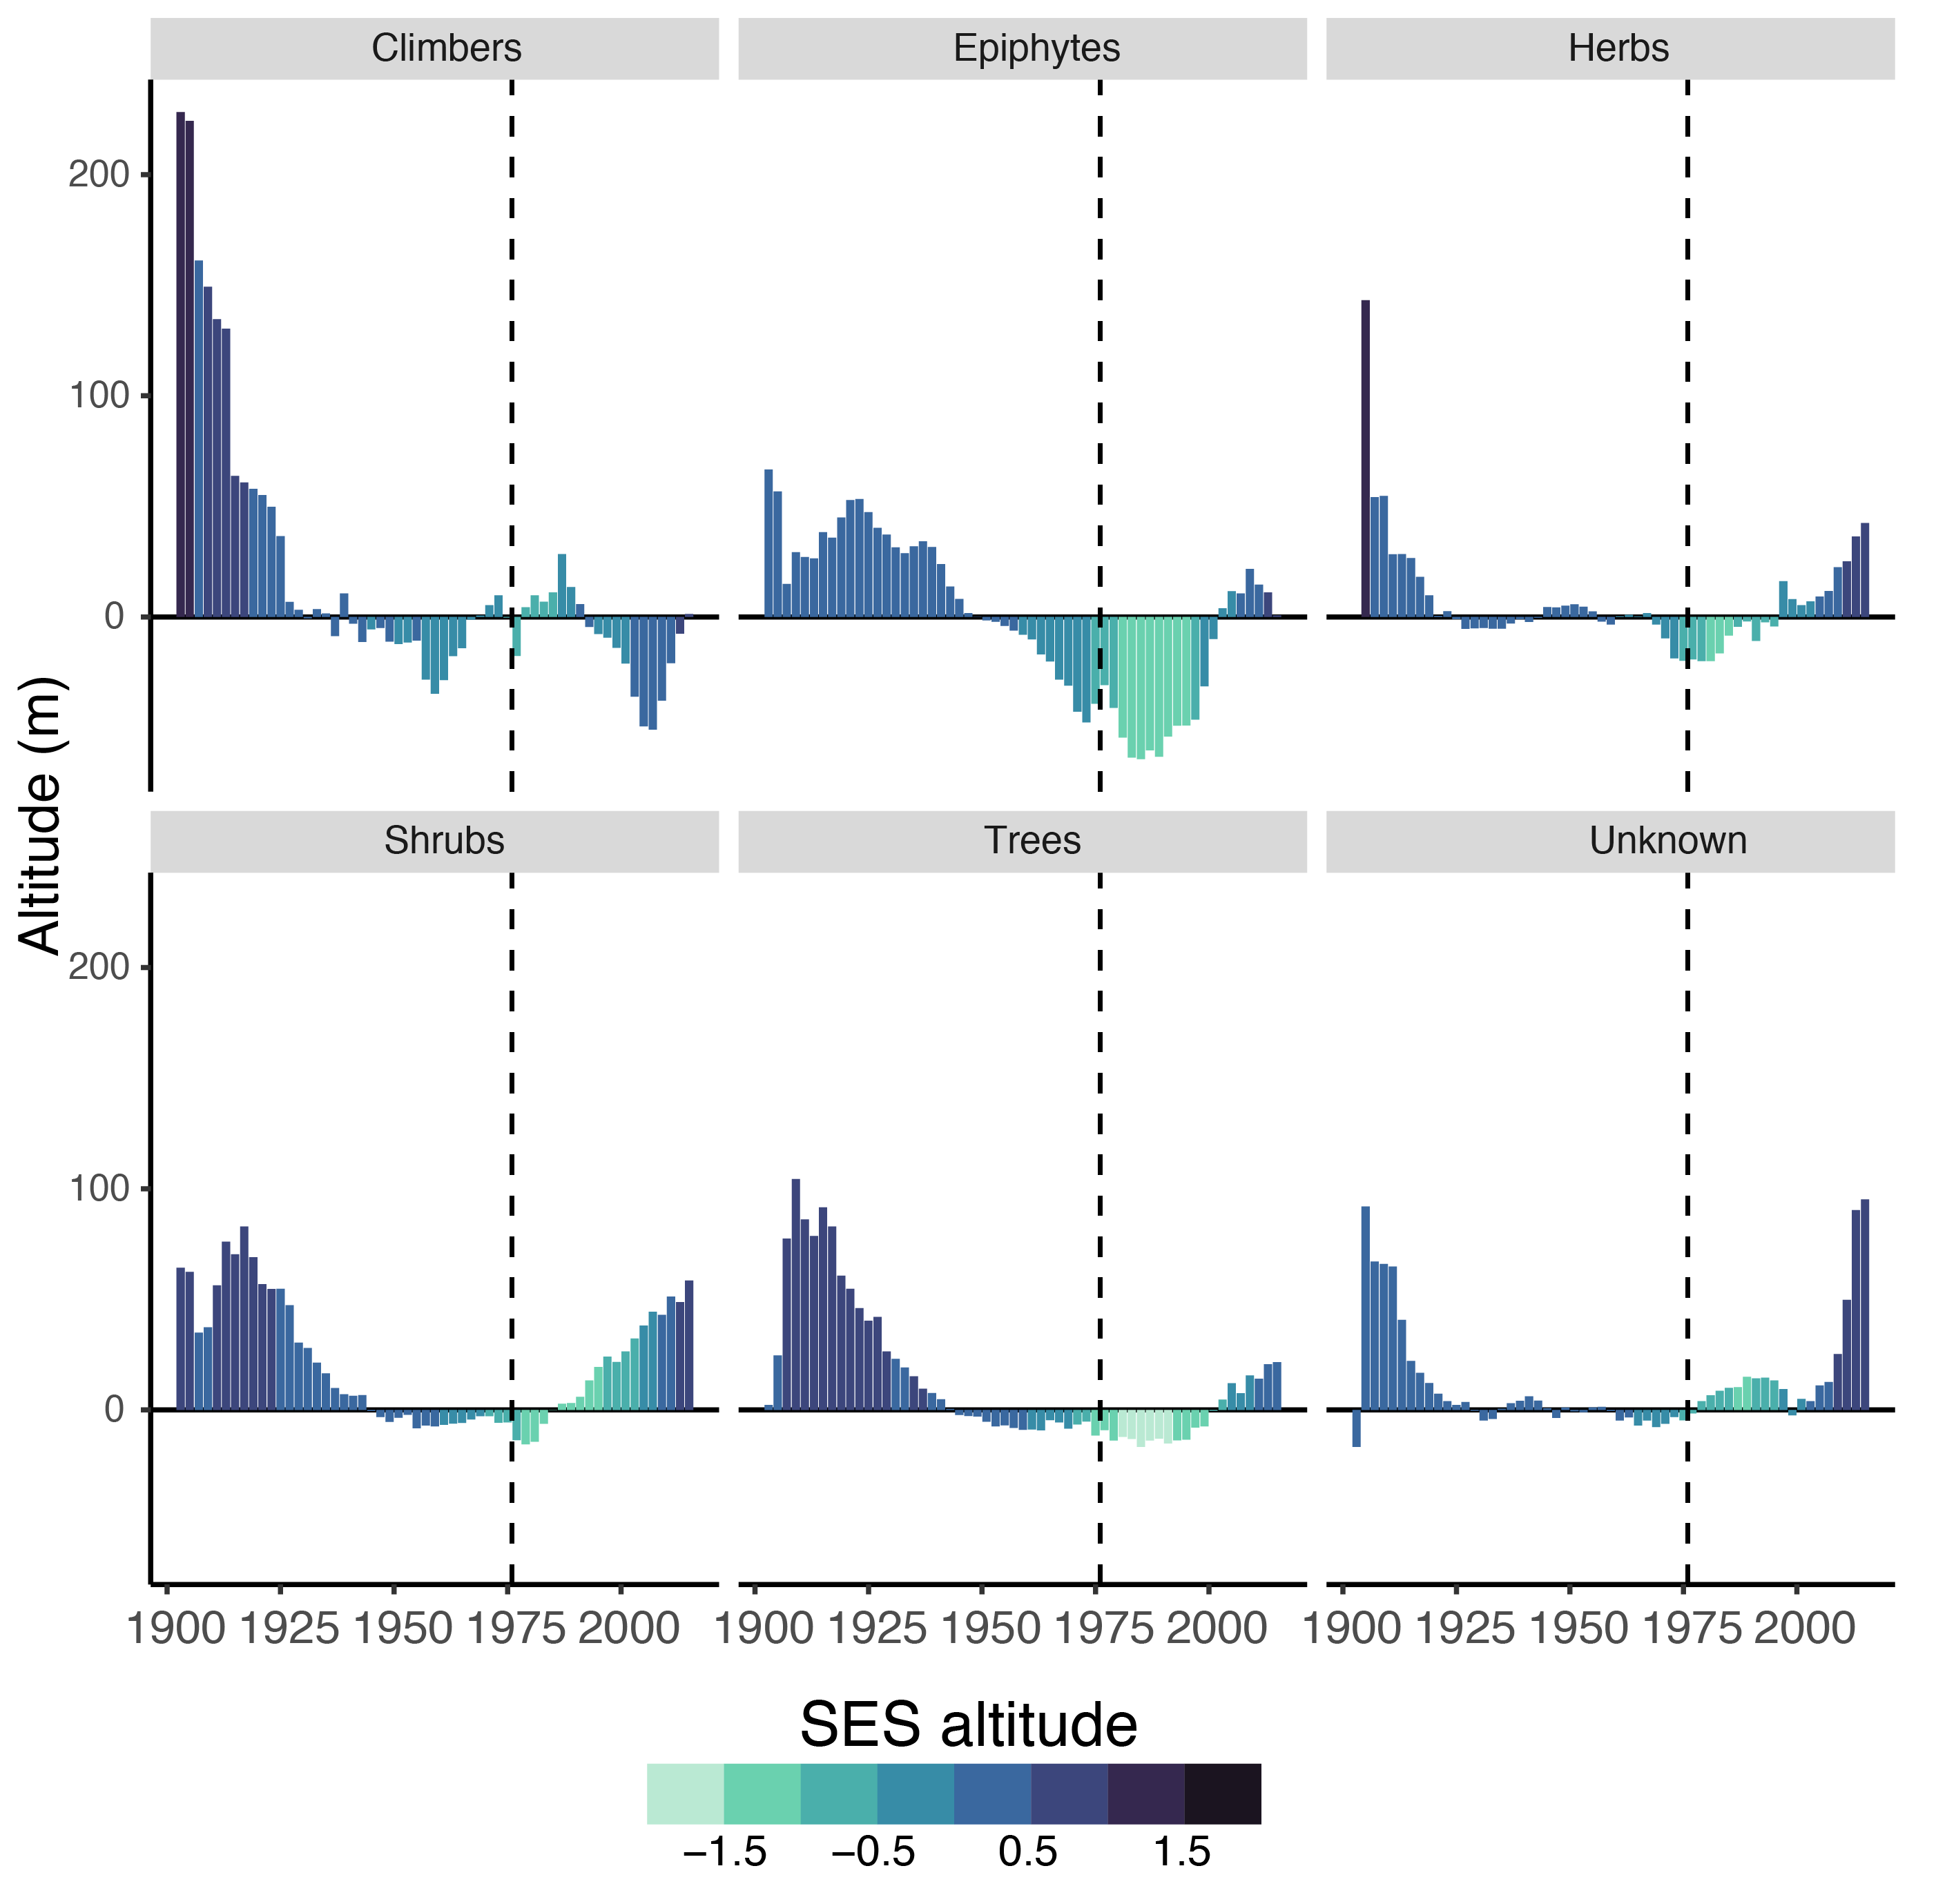 Climbers Epiphytes Herbs
200
100
0
Altitude (m)
Shrubs Trees Unknown
200
100
0
1900 1925 1950 1975 2000 1900 1925 1950 1975 2000 1900 1925 1950 1975 2000
SES altitude
−1.5 −0.5 0.5 1.5